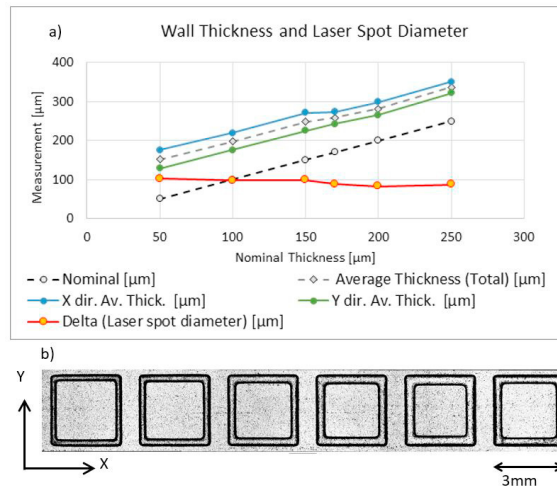 a)
Wall Thickness and Laser Spot Diameter
400
300
200
100
0
Measurement [µm]
0 50 100 150 200 250 300
Nominal Thickness [µm]
Nominal [µm]
Average Thickness (Total) [µm]
X dir. Av. Thick. [µm]
Y dir. Av. Thick. [µm]
Delta (Laser spot diameter) [µm]
b)
Y
X
3mm